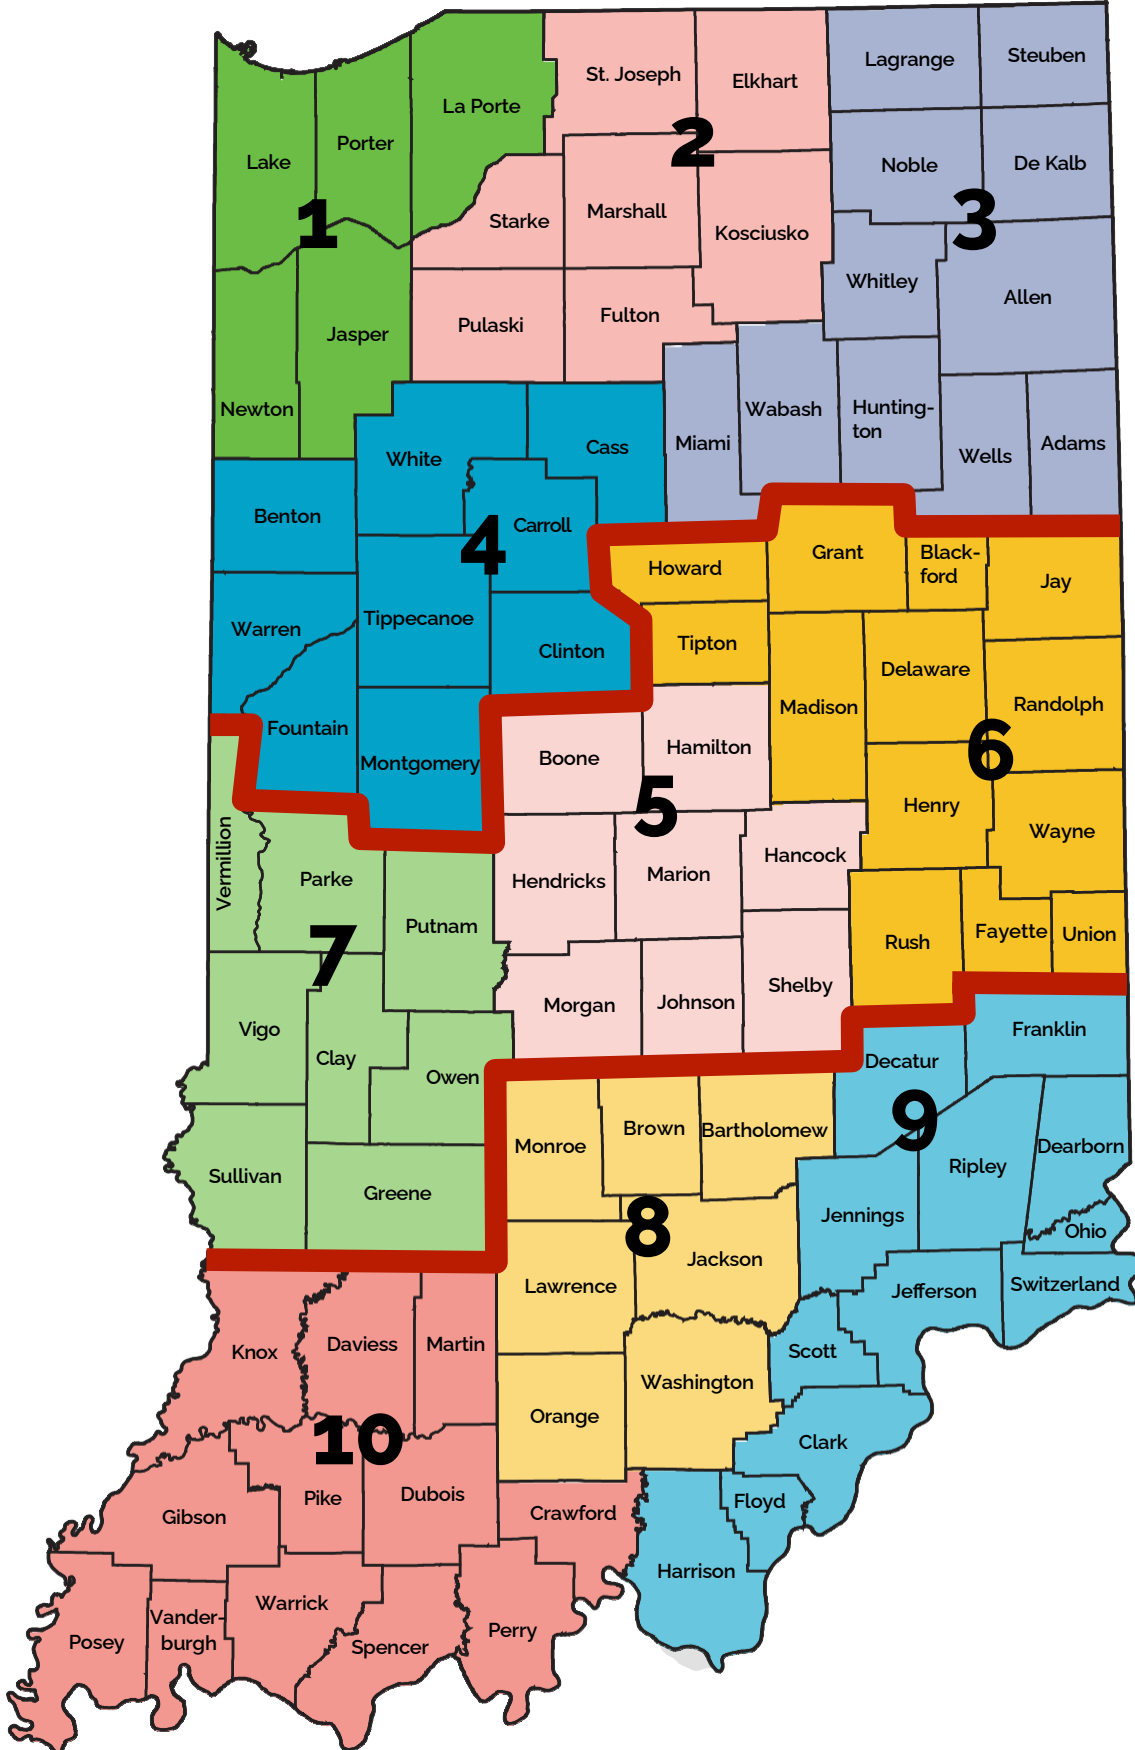 St. Joseph
Elkhart
Lagrange
Steuben
La Porte
Lake
Porter
2
Noble
De Kalb
1
Starke
Marshall
Kosciusko
3
Whitley
Allen
Jasper
Pulaski
Fulton
Newton
White
Cass
Miami
Wabash
Hunting-
ton
Wells
Adams
Benton
Carroll
4
Howard
Grant
Black-
ford
Jay
Warren
Tippecanoe
Clinton
Tipton
Delaware
Madison
Randolph
Fountain
Montgomery
Boone
Hamilton
6
5
Henry
Wayne
Vermillion
Parke
Putnam
Hendricks
Marion
Hancock
7
Rush
Fayette
Union
Vigo
Clay
Owen
Morgan
Johnson
Shelby
Franklin
Decatur
9
Sullivan
Greene
Monroe
Brown
Bartholomew
Ripley
Dearborn
8
Jennings
Ohio
Lawrence
Jackson
Jefferson
Switzerland
Knox
Daviess
Martin
Scott
Orange
Washington
10
Clark
Gibson
Pike
Dubois
Crawford
Floyd
Harrison
Posey
Vander-
burgh
Warrick
Spencer
Perry